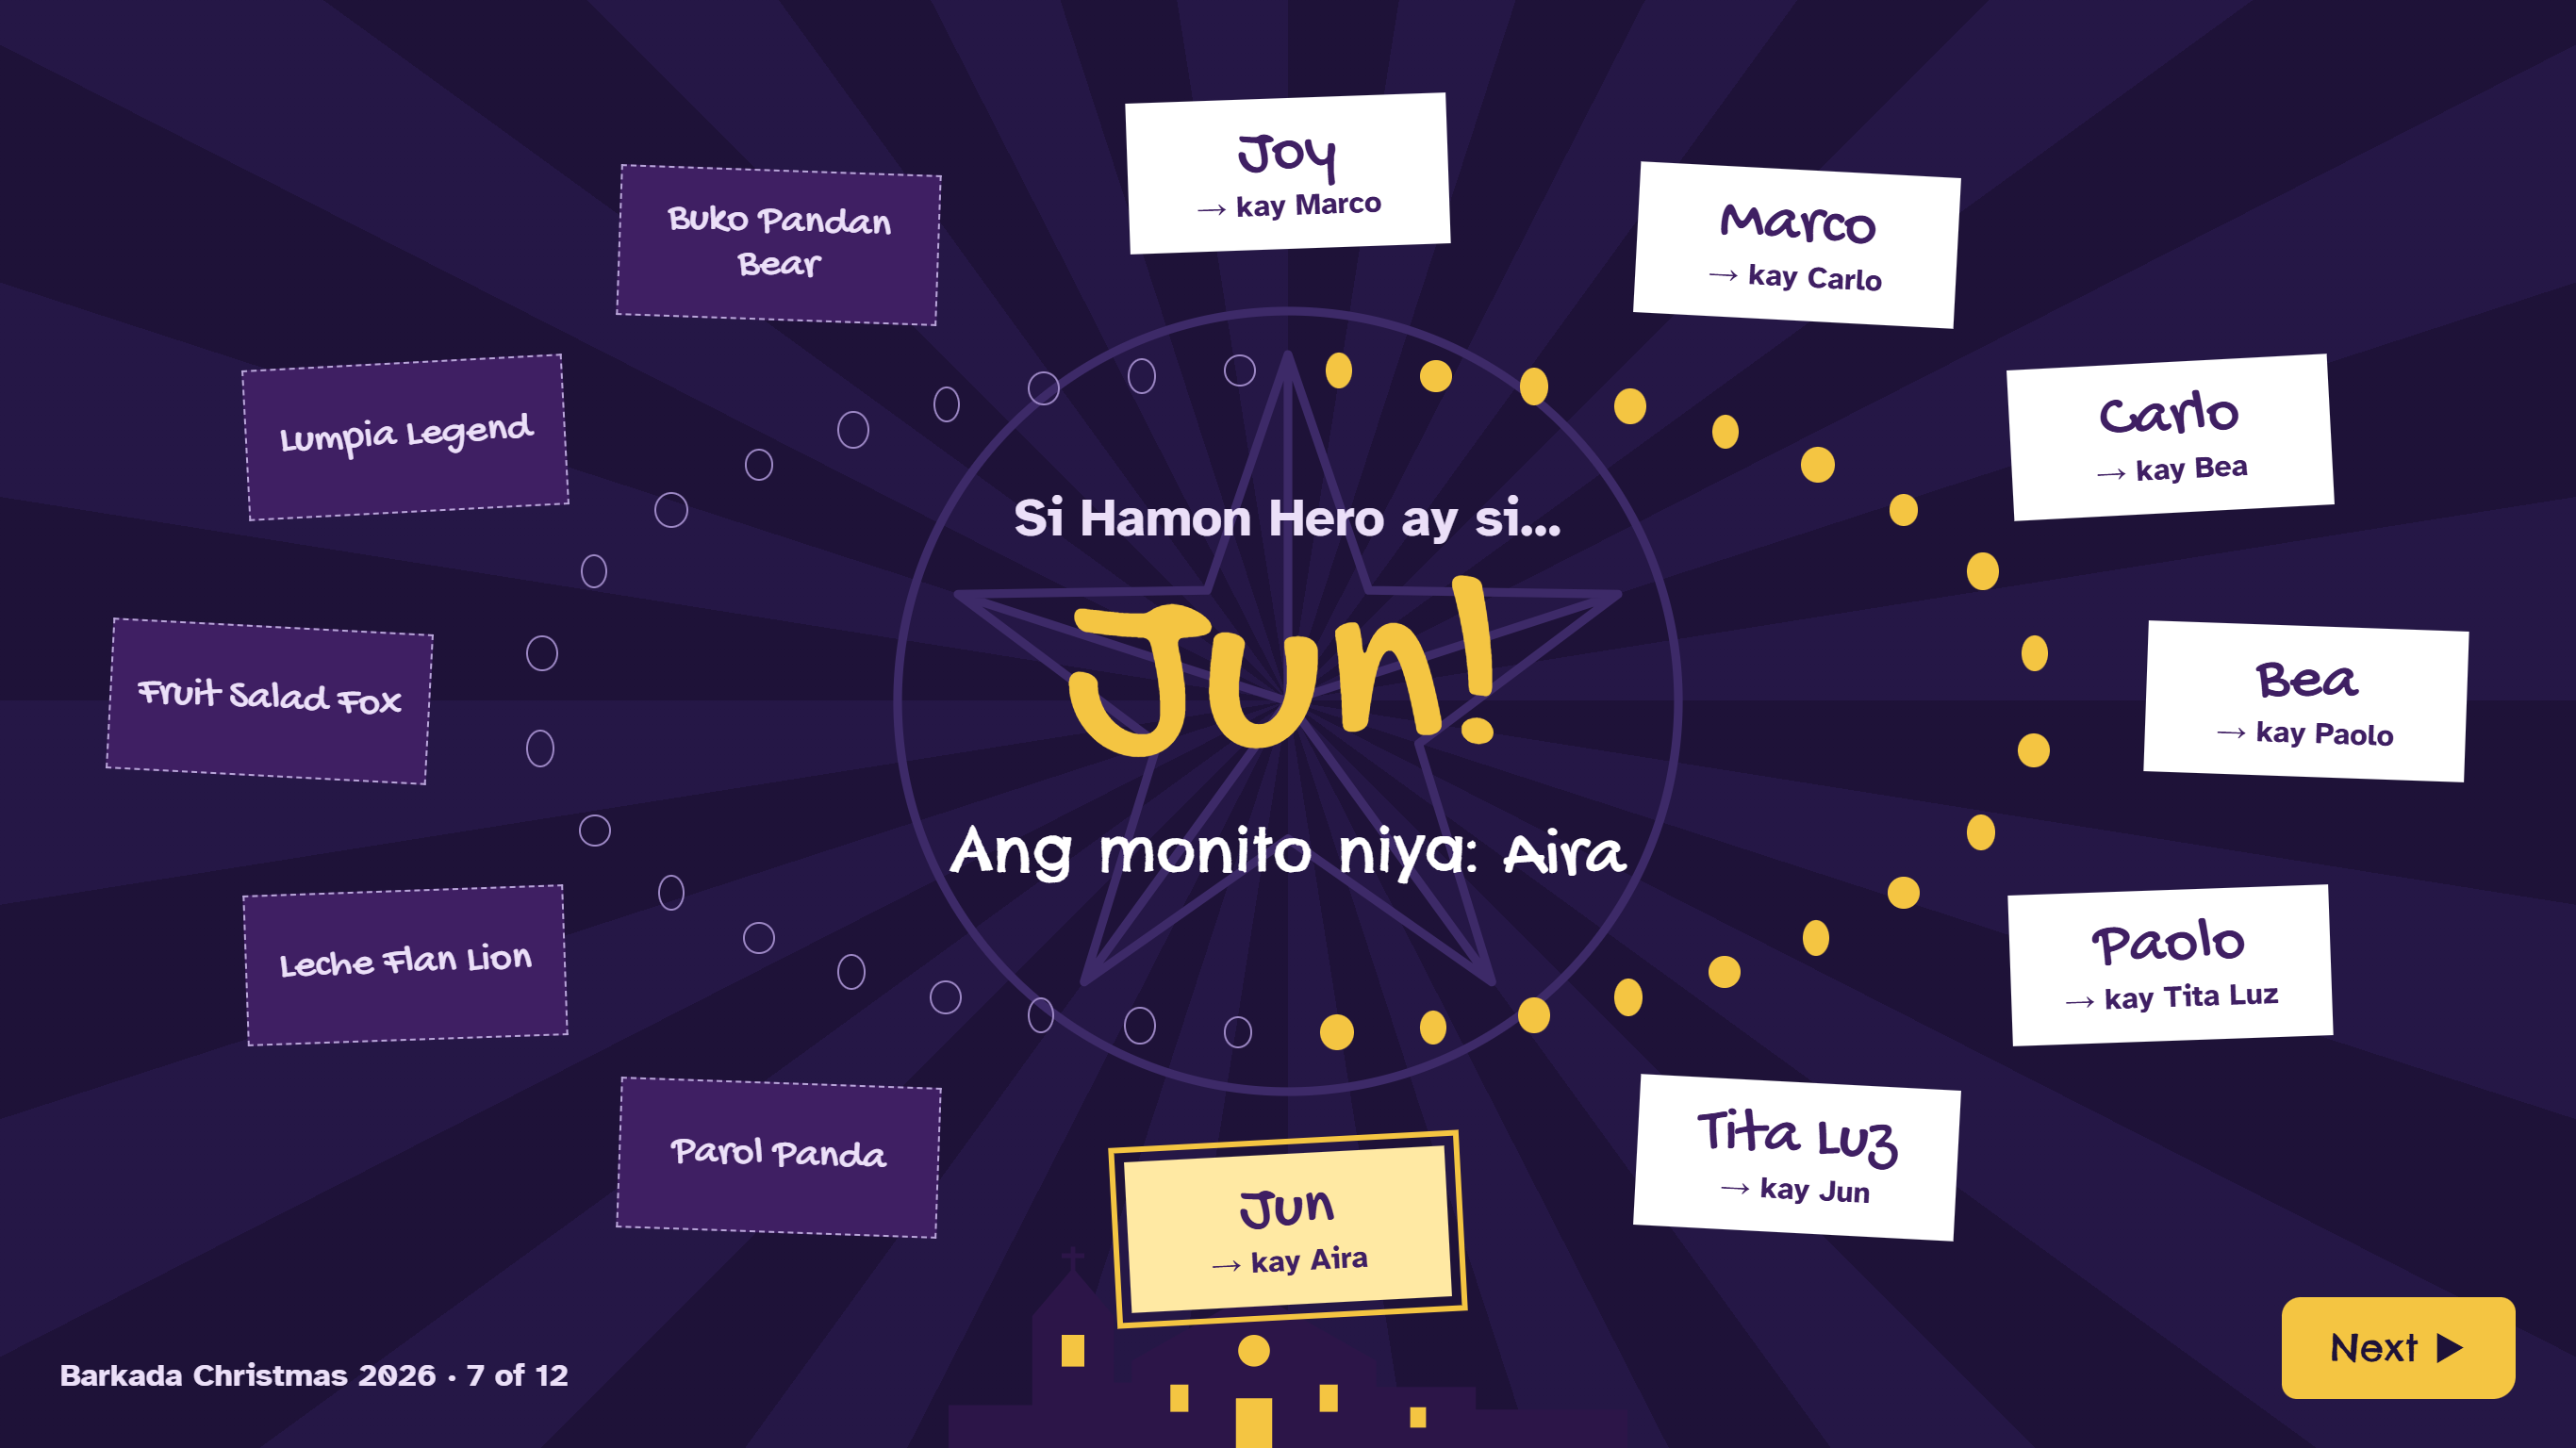 Joy
→ kay Marco
Marco
→ kay Carlo
Carlo
→ kay Bea
Bea
→ kay Paolo
Paolo
→ kay Tita Luz
Tita Luz
→ kay Jun
Jun
→ kay Aira
Parol Panda
Leche Flan Lion
Fruit Salad Fox
Lumpia Legend
Buko Pandan
Bear
Si Hamon Hero ay si...
Jun!
Ang monito niya: Aira
Barkada Christmas 2026 · 7 of 12
Next ▶